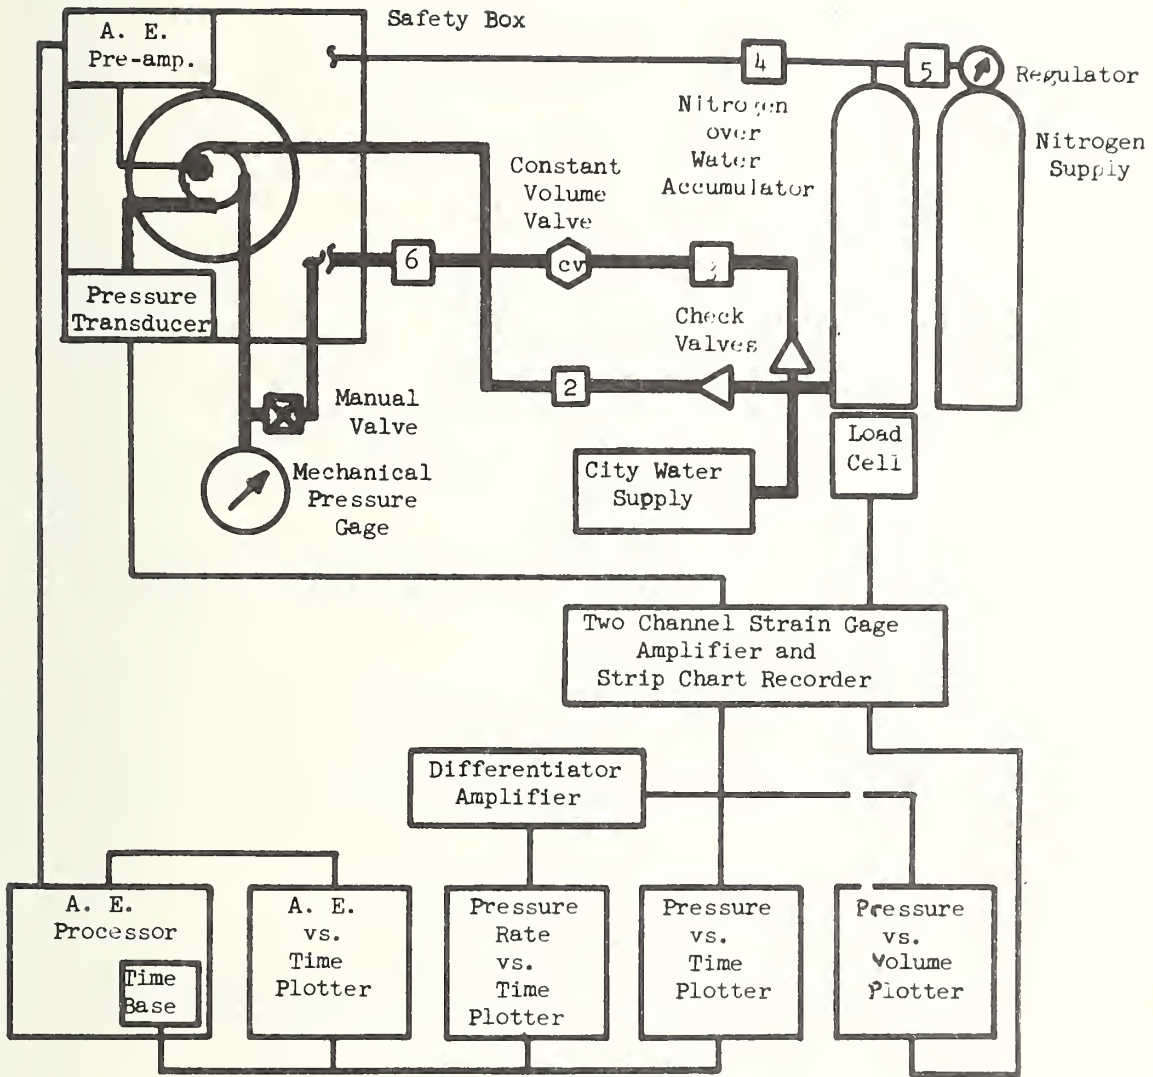 Safety Box
A. E.
Pre-amp.
4
5
Regulator
Nitrogen
over
Water
Accumulator
Nitrogen
Supply
Constant
Volume
Valve
6
cv
3
Pressure
Transducer
Check
Valves
2
Manual
Valve
Load
Cell
City Water
Supply
Mechanical
Pressure
Gage
Two Channel Strain Gage
Amplifier and
Strip Chart Recorder
Differentiator
Amplifier
A. E.
Processor
Time
Base
A. E.
vs.
Time
Plotter
Pressure
Rate
vs.
Time
Plotter
Pressure
vs.
Time
Plotter
Pressure
vs.
Volume
Plotter